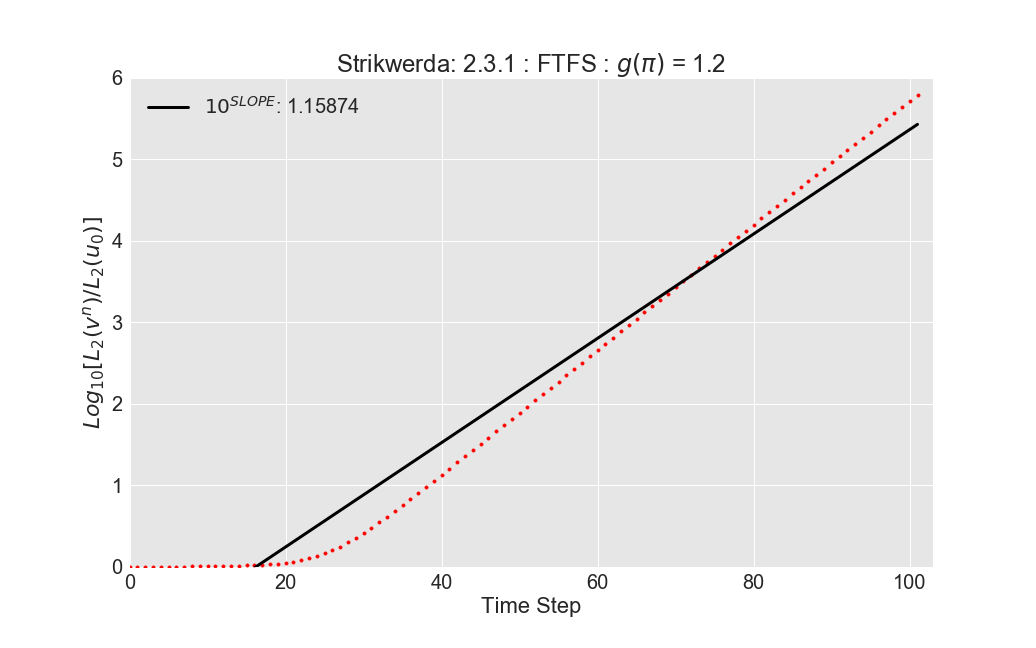 Strikwerda: 2.3.1 : FTFS : g(π) = 1.2
10^SLOPE: 1.15874
Log₁₀[L₂(vⁿ)/L₂(u₀)]
6
5
4
3
2
1
0
0 20 40 60 80 100
Time Step